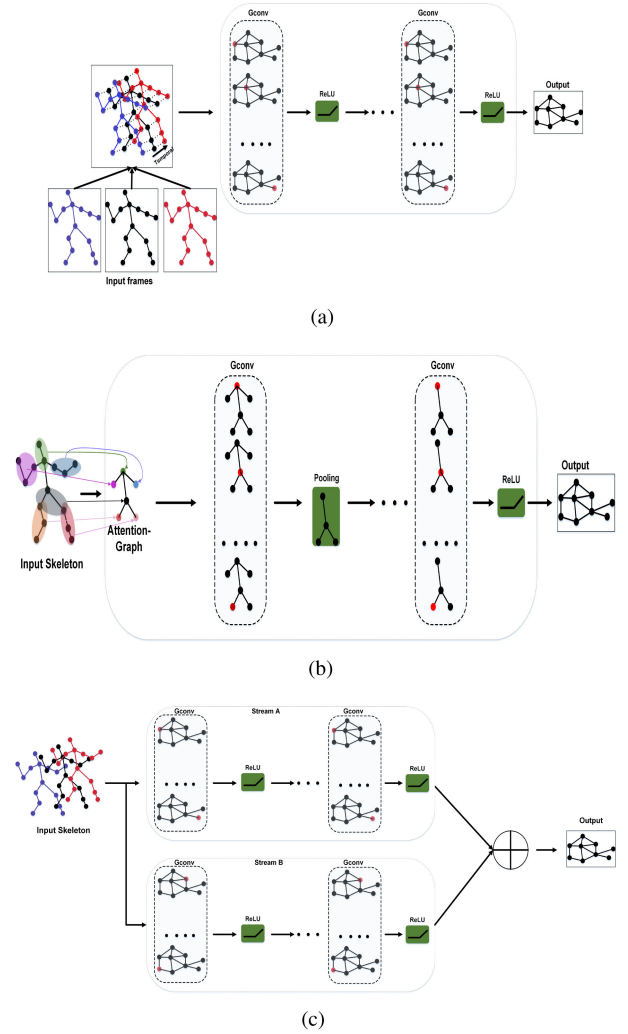 Gconv
Gconv
ReLU
ReLU
Output
Temporal
Input frames
(a)
Gconv
Gconv
Pooling
ReLU
Output
Attention-
Graph
Input Skeleton
(b)
Gconv
Stream A
Gconv
ReLU
ReLU
Input Skeleton
Output
Gconv
Stream B
Gconv
ReLU
ReLU
(c)